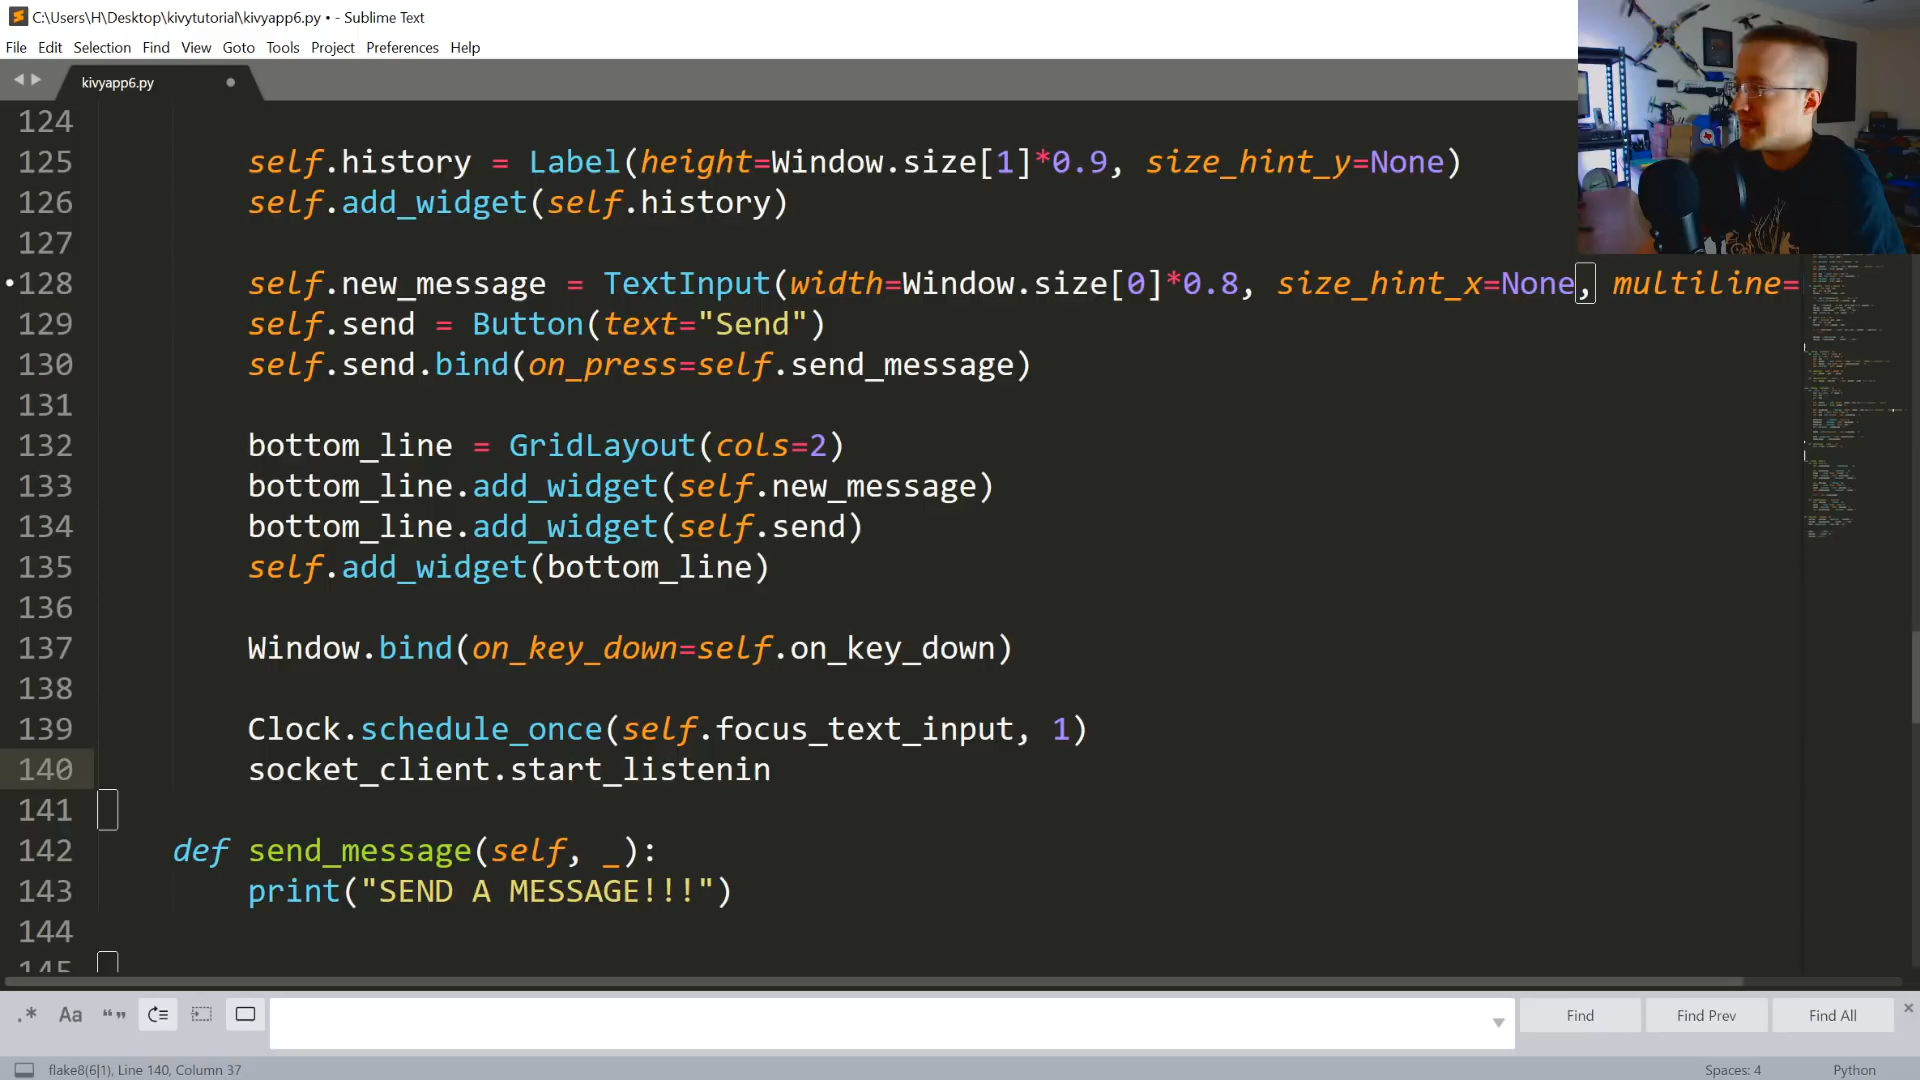 C:\Users\H\Desktop\kivytutorial\kivyapp6.py • - Sublime Text
File Edit Selection Find View Goto Tools Project Preferences Help
kivyapp6.py
124
125 self.history = Label(height=Window.size[1]*0.9, size_hint_y=None)
126 self.add_widget(self.history)
127
128 self.new_message = TextInput(width=Window.size[0]*0.8, size_hint_x=None, multiline=
129 self.send = Button(text="Send")
130 self.send.bind(on_press=self.send_message)
131
132 bottom_line = GridLayout(cols=2)
133 bottom_line.add_widget(self.new_message)
134 bottom_line.add_widget(self.send)
135 self.add_widget(bottom_line)
136
137 Window.bind(on_key_down=self.on_key_down)
138
139 Clock.schedule_once(self.focus_text_input, 1)
140 socket_client.start_listenin
141
142 def send_message(self, _):
143 print("SEND A MESSAGE!!!")
144
145
.* Aa “” Find Find Prev Find All
flake8(6|1), Line 140, Column 37 Spaces: 4 Python